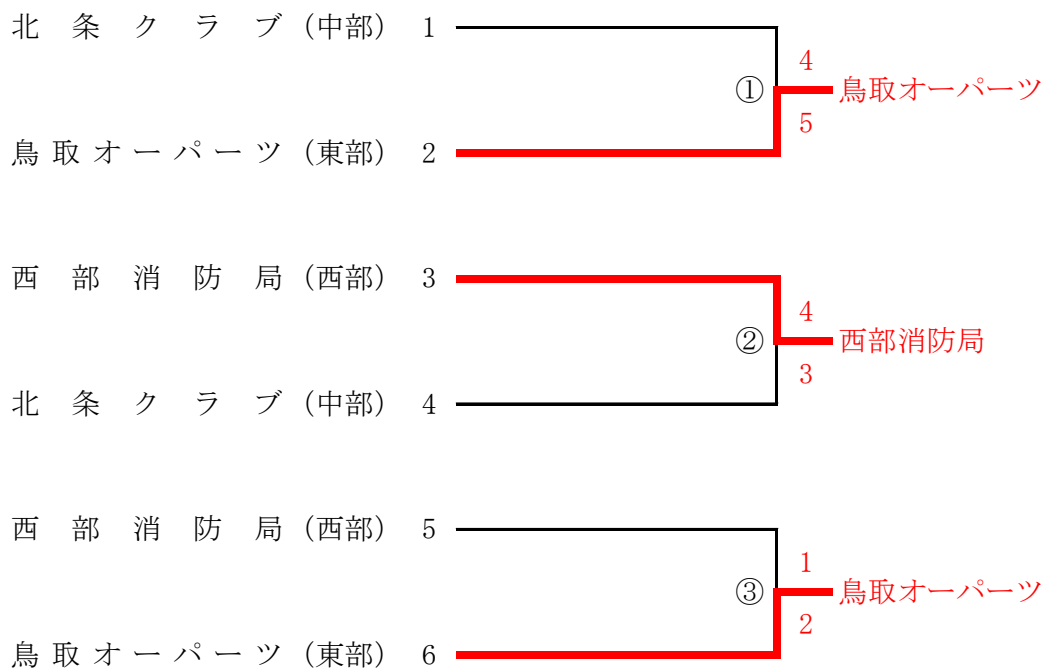 北条クラブ(中部) 1
4
① 鳥取オーパーツ
5
鳥取オーパーツ(東部) 2
西部消防局(西部) 3
4
② 西部消防局
3
北条クラブ(中部) 4
西部消防局(西部) 5
1
③ 鳥取オーパーツ
2
鳥取オーパーツ(東部) 6